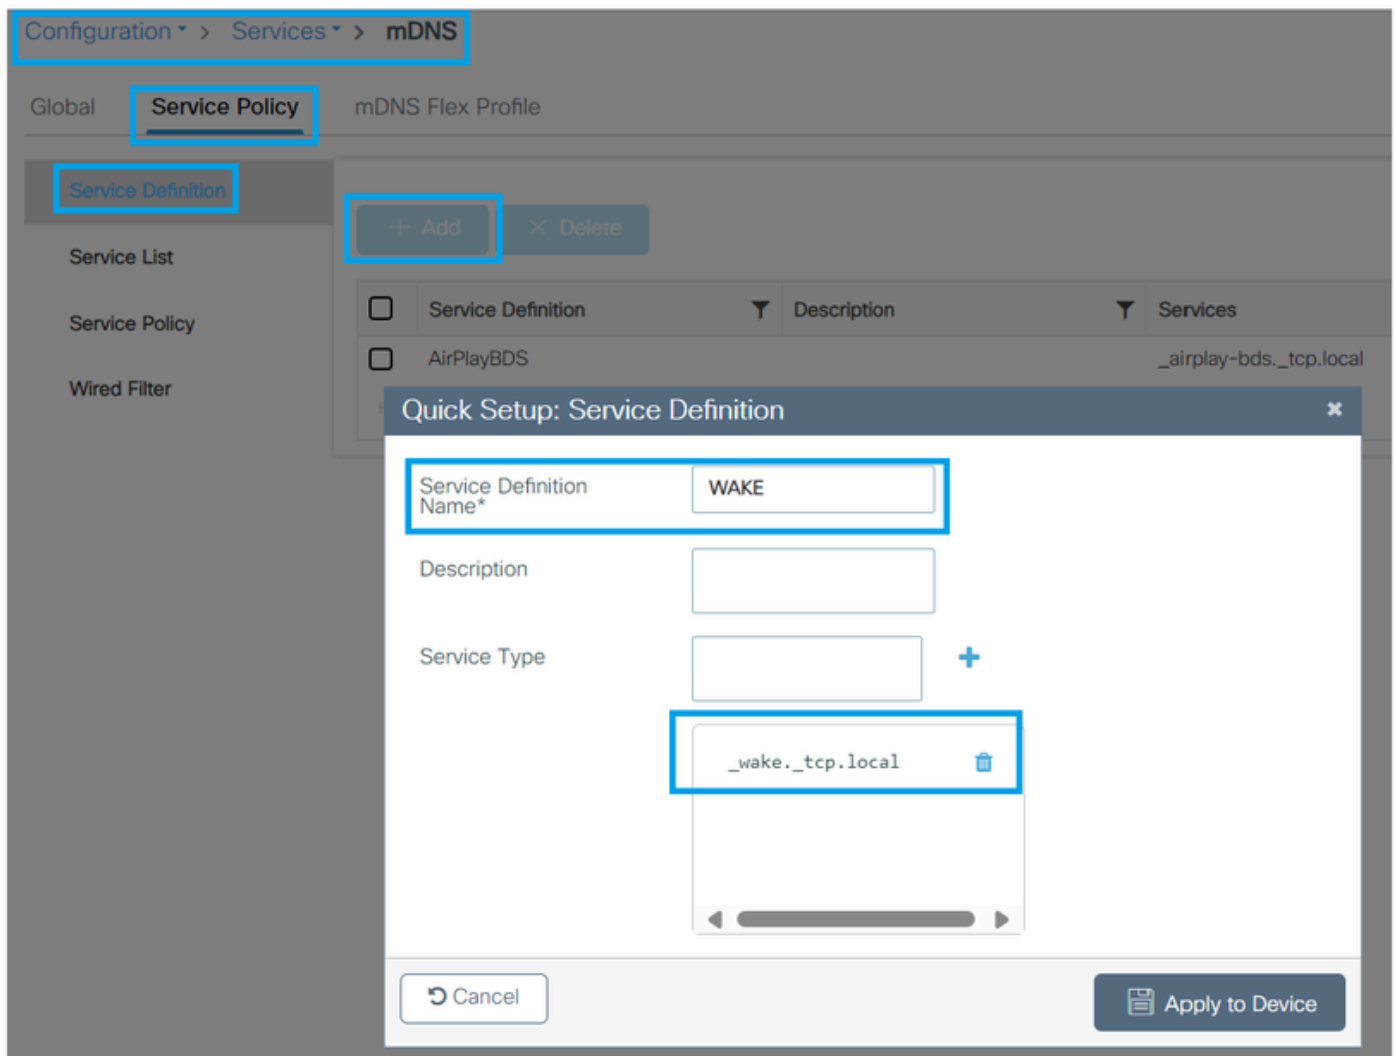 Configuration > Services > mDNS
Global Service Policy mDNS Flex Profile
Service Definition
+ Add × Delete
Service List
Service Definition Description Services
Service Policy
AirPlayBDS _airplay-bds._tcp.local
Wired Filter
Quick Setup: Service Definition ×
Service Definition WAKE
Name*
Description
Service Type +
_wake._tcp.local
Cancel Apply to Device